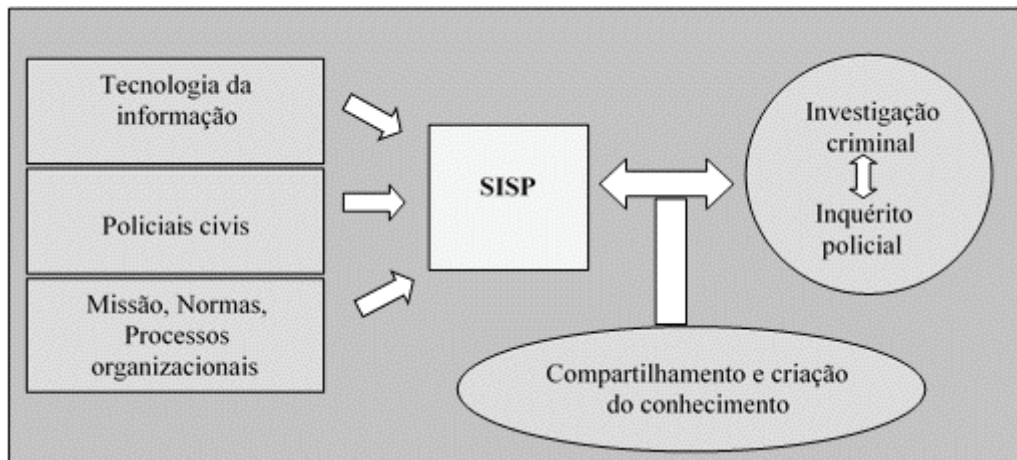 Tecnologia da
informação
Policiais civis
Missão, Normas,
Processos
organizacionais
SISP
Investigação
criminal
Inquérito
policial
Compartilhamento e criação
do conhecimento